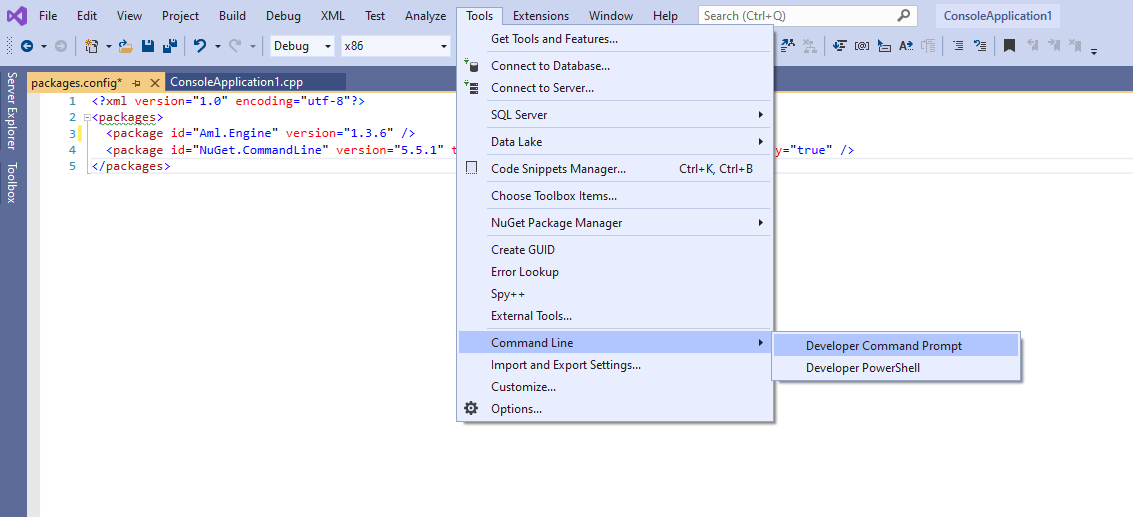 File Edit View Project Build Debug XML Test Analyze Tools Extensions Window Help Search (Ctrl+Q) ConsoleApplication1
Debug x86
Server Explorer
Toolbox
packages.config* ConsoleApplication1.cpp
1 <?xml version="1.0" encoding="utf-8"?>
2 <packages>
3 <package id="Aml.Engine" version="1.3.6" />
4 <package id="NuGet.CommandLine" version="5.5.1" t y="true" />
5 </packages>
Get Tools and Features...
Connect to Database...
Connect to Server...
SQL Server
Data Lake
Code Snippets Manager... Ctrl+K, Ctrl+B
Choose Toolbox Items...
NuGet Package Manager
Create GUID
Error Lookup
Spy++
External Tools...
Command Line
Import and Export Settings...
Customize...
Options...
Developer Command Prompt
Developer PowerShell